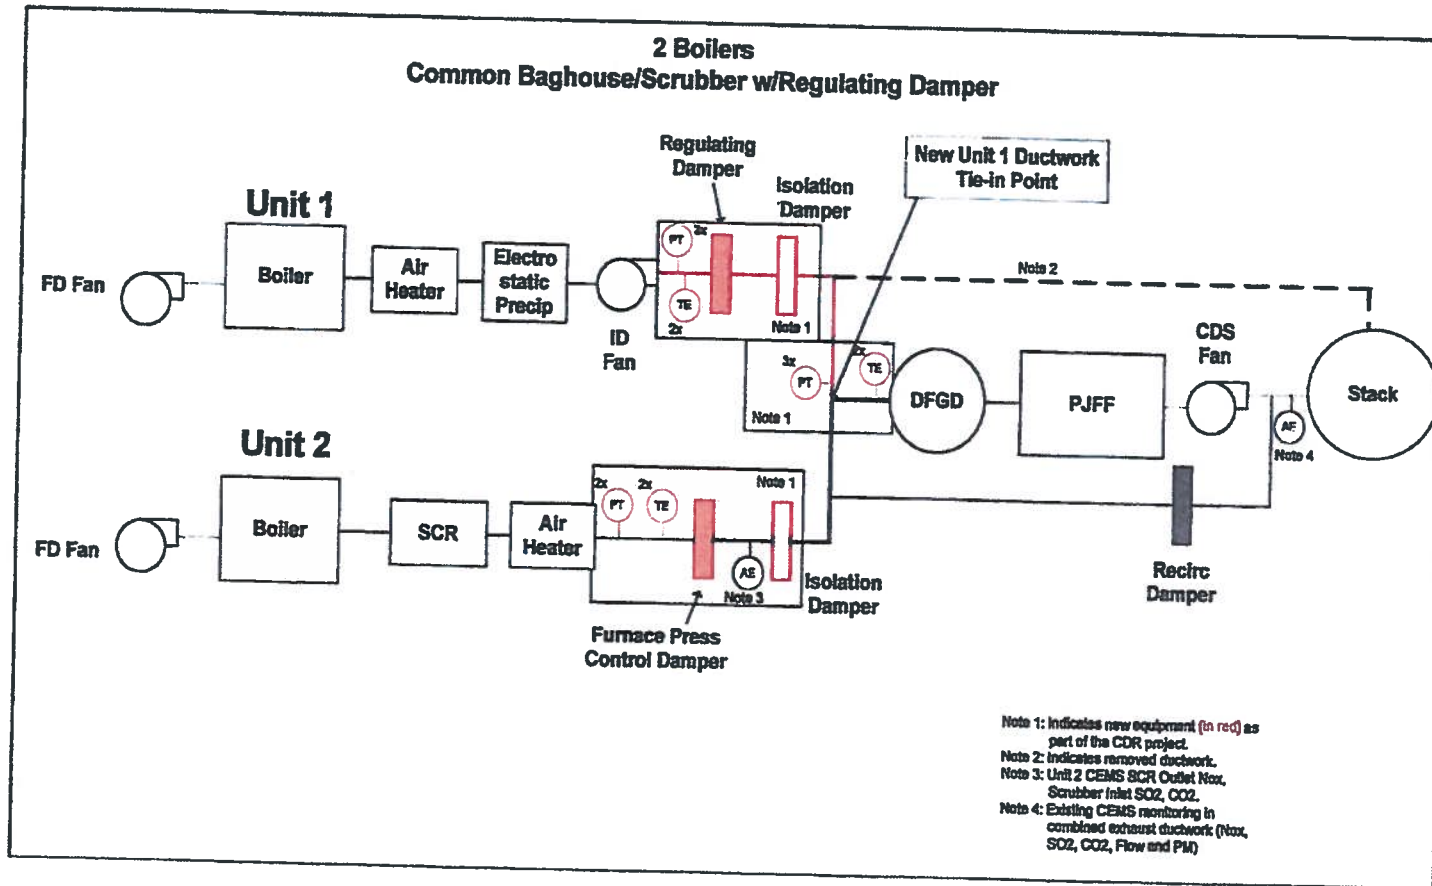 2 Boilers
Common Baghouse/Scrubber w/Regulating Damper
Regulating
Damper
New Unit 1 Ductwork
Tie-in Point
Isolation
Damper
Unit 1
FD Fan
Boiler
Air
Heater
Electro
static
Precip
ID
Fan
PT
2x
TE
2x
Note 1
Note 2
CDS
Fan
3x
PT
2x
TE
Note 1
DFGD
PJFF
Stack
AE
Note 4
Unit 2
FD Fan
Boiler
SCR
Air
Heater
2x
PT
2x
TE
Note 1
AE
Note 3
Isolation
Damper
Furnace Press
Control Damper
Recirc
Damper
Note 1: Indicates new equipment (in red) as
part of the CDR project.
Note 2: Indicates removed ductwork.
Note 3: Unit 2 CEMS SCR Outlet Nox,
Scrubber Inlet SO2, CO2.
Note 4: Existing CEMS monitoring in
combined exhaust ductwork (Nox,
SO2, CO2, Flow and PM)